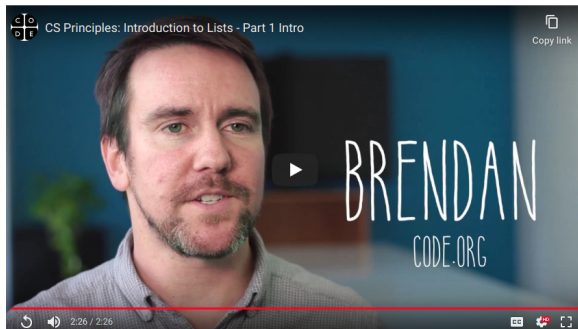 C O
D E
CS Principles: Introduction to Lists - Part 1 Intro
Copy link
BRENDAN
CODE.ORG
2:26 / 2:26
CC
HD